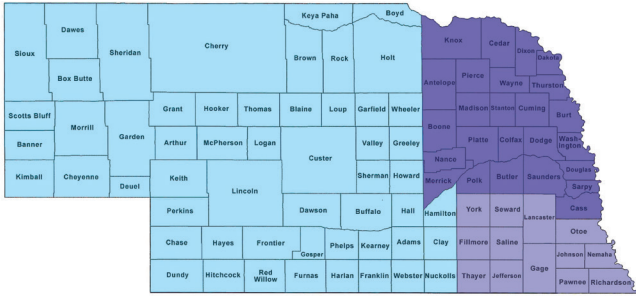 Sioux
Dawes
Sheridan
Cherry
Keya Paha
Boyd
Box Butte
Brown
Rock
Holt
Knox
Cedar
Dixon
Dakota
Antelope
Pierce
Wayne
Thurston
Scotts Bluff
Morrill
Garden
Grant
Hooker
Thomas
Blaine
Loup
Garfield
Wheeler
Boone
Madison
Stanton
Cuming
Burt
Banner
Arthur
McPherson
Logan
Custer
Valley
Greeley
Platte
Colfax
Dodge
Wash-
ington
Nance
Kimball
Cheyenne
Deuel
Keith
Lincoln
Sherman
Howard
Merrick
Polk
Butler
Saunders
Douglas
Sarpy
Perkins
Dawson
Buffalo
Hall
Hamilton
York
Seward
Lancaster
Cass
Otoe
Chase
Hayes
Frontier
Gosper
Phelps
Kearney
Adams
Clay
Fillmore
Saline
Gage
Johnson
Nemaha
Dundy
Hitchcock
Red
Willow
Furnas
Harlan
Franklin
Webster
Nuckolls
Thayer
Jefferson
Pawnee
Richardson